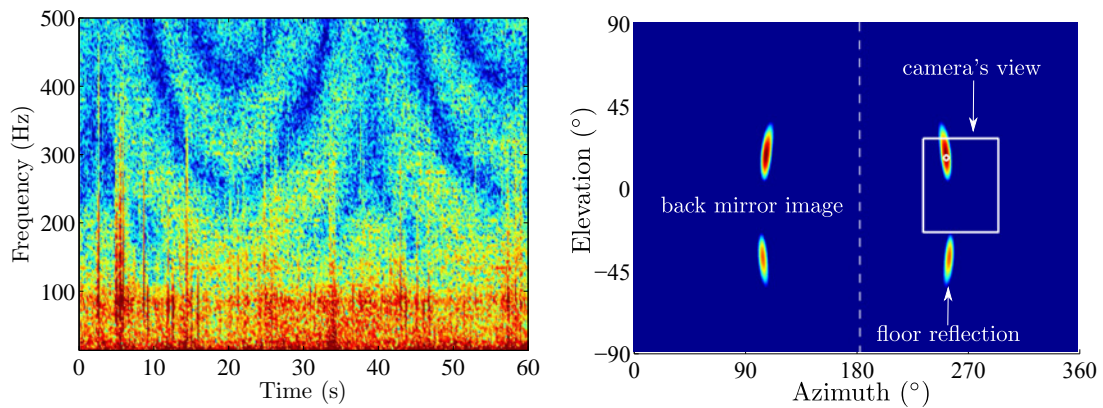 500
400
300
200
100
0 10 20 30 40 50 60
Frequency (Hz)
Time (s)
90
45
0
−45
−90
0 90 180 270 360
Elevation (°)
Azimuth (°)
camera's view
back mirror image
floor reflection